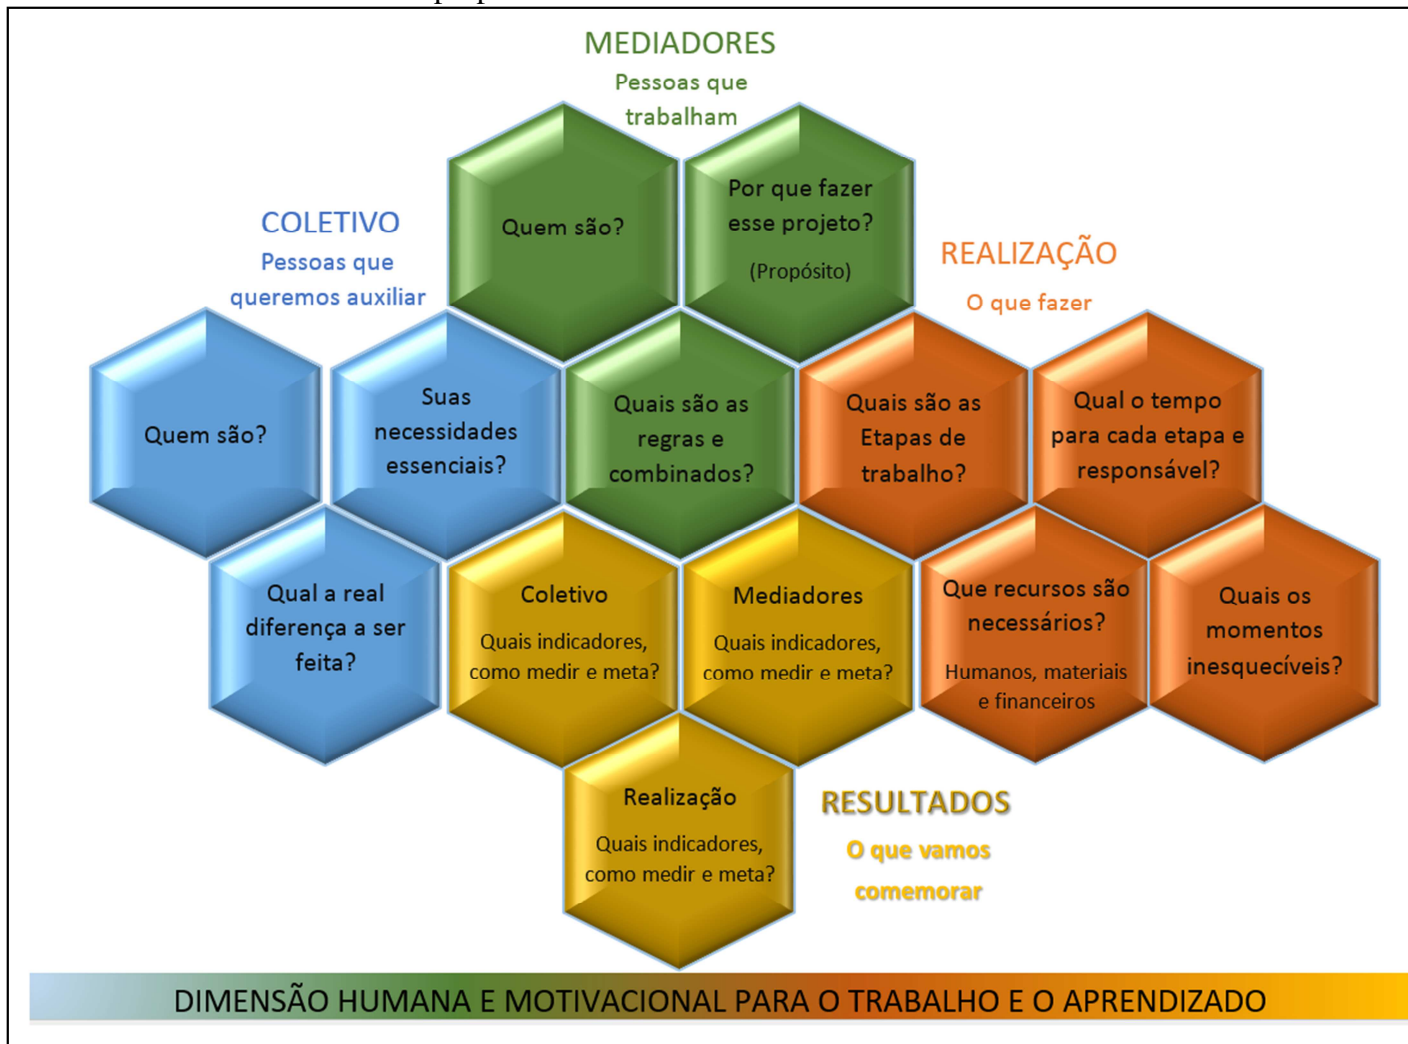 MEDIADORES
Pessoas que
trabalham
Quem são?
Por que fazer
esse projeto?
(Propósito)
COLETIVO
Pessoas que
queremos auxiliar
REALIZAÇÃO
O que fazer
Quem são?
Suas
necessidades
essenciais?
Quais são as
regras e
combinados?
Quais são as
Etapas de
trabalho?
Qual o tempo
para cada etapa e
responsável?
Qual a real
diferença a ser
feita?
Coletivo
Quais indicadores,
como medir e meta?
Mediadores
Quais indicadores,
como medir e meta?
Que recursos são
necessários?
Humanos, materiais
e financeiros
Quais os
momentos
inesquecíveis?
Realização
Quais indicadores,
como medir e meta?
RESULTADOS
O que vamos
comemorar
DIMENSÃO HUMANA E MOTIVACIONAL PARA O TRABALHO E O APRENDIZADO